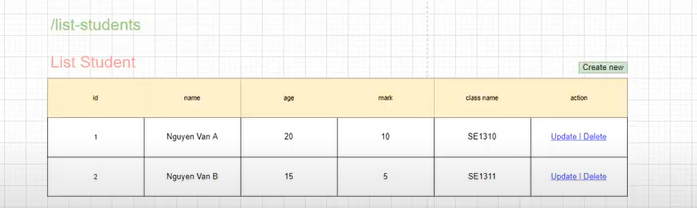 /list-students
List Student
Create new
id name age mark class name action
1 Nguyen Van A 20 10 SE1310 Update | Delete
2 Nguyen Van B 15 5 SE1311 Update | Delete